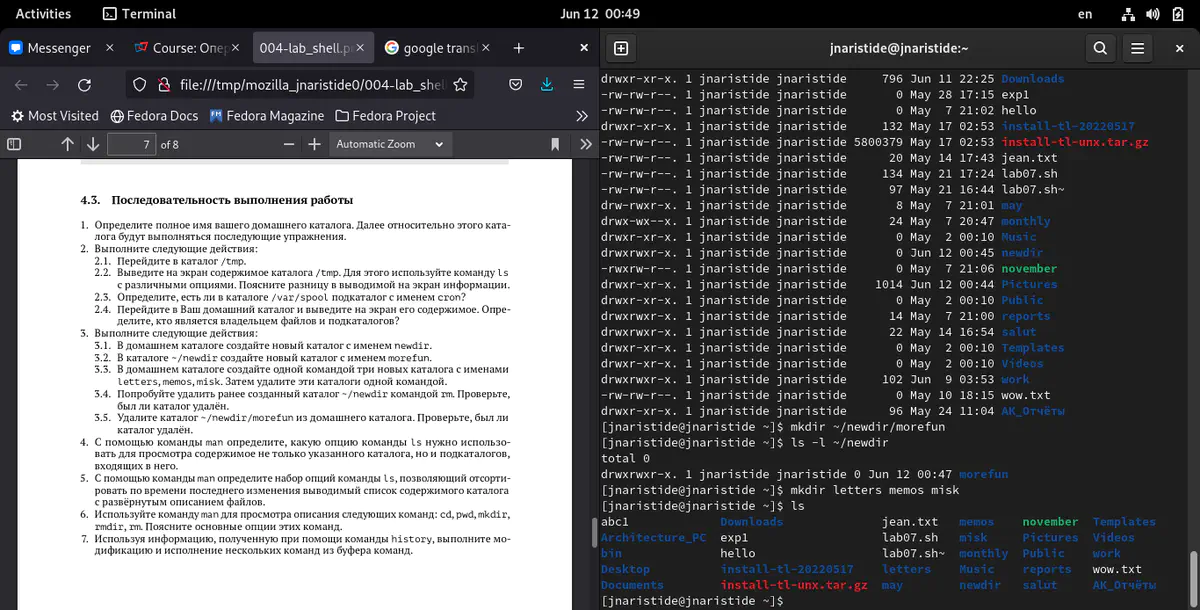 Activities
Terminal
Jun 12 00:49
en
Messenger
Course: Опер
004-lab_shell.p
google trans
file:///tmp/mozilla_jnaristide0/004-lab_shel
Most Visited
Fedora Docs
Fedora Magazine
Fedora Project
7 of 8
Automatic Zoom
4.3. Последовательность выполнения работы
1. Определите полное имя вашего домашнего каталога. Далее относительно этого ката-
лога будут выполняться последующие упражнения.
2. Выполните следующие действия:
2.1. Перейдите в каталог /tmp.
2.2. Выведите на экран содержимое каталога /tmp. Для этого используйте команду ls
с различными опциями. Поясните разницу в выводимой на экран информации.
2.3. Определите, есть ли в каталоге /var/spool подкаталог с именем cron?
2.4. Перейдите в Ваш домашний каталог и выведите на экран его содержимое. Опре-
делите, кто является владельцем файлов и подкаталогов?
3. Выполните следующие действия:
3.1. В домашнем каталоге создайте новый каталог с именем newdir.
3.2. В каталоге ~/newdir создайте новый каталог с именем morefun.
3.3. В домашнем каталоге создайте одной командой три новых каталога с именами
letters, memos, misk. Затем удалите эти каталоги одной командой.
3.4. Попробуйте удалить ранее созданный каталог ~/newdir командой rm. Проверьте,
был ли каталог удалён.
3.5. Удалите каталог ~/newdir/morefun из домашнего каталога. Проверьте, был ли
каталог удалён.
4. С помощью команды man определите, какую опцию команды ls нужно использо-
вать для просмотра содержимое не только указанного каталога, но и подкаталогов,
входящих в него.
5. С помощью команды man определите набор опций команды ls, позволяющий отсорти-
ровать по времени последнего изменения выводимый список содержимого каталога
с развёрнутым описанием файлов.
6. Используйте команду man для просмотра описания следующих команд: cd, pwd, mkdir,
rmdir, rm. Поясните основные опции этих команд.
7. Используя информацию, полученную при помощи команды history, выполните мо-
дификацию и исполнение нескольких команд из буфера команд.
jnaristide@jnaristide:~
drwxr-xr-x. 1 jnaristide jnaristide 796 Jun 11 22:25 Downloads
-rw-rw-r--. 1 jnaristide jnaristide 0 May 28 17:15 exp1
-rw-rw-r--. 1 jnaristide jnaristide 0 May 7 21:02 hello
drwxr-xr-x. 1 jnaristide jnaristide 132 May 17 02:53 install-tl-20220517
-rw-rw-r--. 1 jnaristide jnaristide 5800379 May 17 02:53 install-tl-unx.tar.gz
-rw-rw-r--. 1 jnaristide jnaristide 20 May 14 17:43 jean.txt
-rw-rw-r--. 1 jnaristide jnaristide 134 May 21 17:24 lab07.sh
-rw-rw-r--. 1 jnaristide jnaristide 97 May 21 16:44 lab07.sh~
drw-rwxr-x. 1 jnaristide jnaristide 8 May 7 21:01 may
drwx-wx--x. 1 jnaristide jnaristide 24 May 7 20:47 monthly
drwxr-xr-x. 1 jnaristide jnaristide 0 May 2 00:10 Music
drwxrwxr-x. 1 jnaristide jnaristide 0 Jun 12 00:45 newdir
-rwxrw-r--. 1 jnaristide jnaristide 0 May 7 21:06 november
drwxr-xr-x. 1 jnaristide jnaristide 1014 Jun 12 00:44 Pictures
drwxr-xr-x. 1 jnaristide jnaristide 0 May 2 00:10 Public
drwxrwxr-x. 1 jnaristide jnaristide 14 May 7 21:00 reports
drwxrwxr-x. 1 jnaristide jnaristide 22 May 14 16:54 salut
drwxr-xr-x. 1 jnaristide jnaristide 0 May 2 00:10 Templates
drwxr-xr-x. 1 jnaristide jnaristide 0 May 2 00:10 Videos
drwxrwxrwx. 1 jnaristide jnaristide 102 Jun 9 03:53 work
-rw-rw-r--. 1 jnaristide jnaristide 0 May 10 18:15 wow.txt
drwxrwxr-x. 1 jnaristide jnaristide 96 May 24 11:04 АК_Отчёты
[jnaristide@jnaristide ~]$ mkdir ~/newdir/morefun
[jnaristide@jnaristide ~]$ ls -l ~/newdir
total 0
drwxrwxr-x. 1 jnaristide jnaristide 0 Jun 12 00:47 morefun
[jnaristide@jnaristide ~]$ mkdir letters memos misk
[jnaristide@jnaristide ~]$ ls
abc1 Downloads jean.txt memos november Templates
Architecture_PC exp1 lab07.sh misk Pictures Videos
bin hello lab07.sh~ monthly Public work
Desktop install-tl-20220517 letters Music reports wow.txt
Documents install-tl-unx.tar.gz may newdir salut АК_Отчёты
[jnaristide@jnaristide ~]$